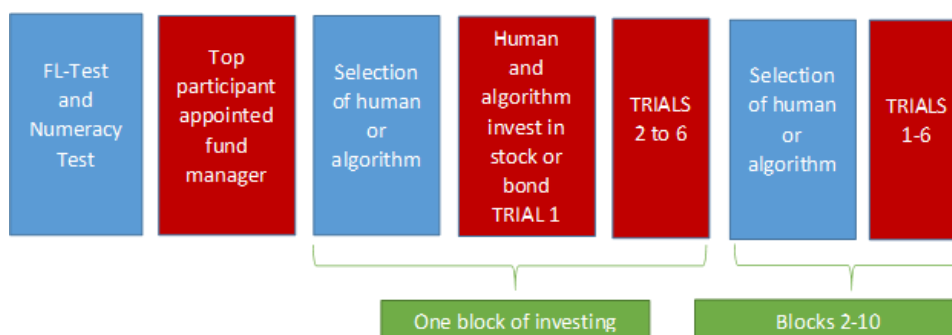 FL-Test
and
Numeracy
Test
Top
participant
appointed
fund
manager
Selection
of human
or
algorithm
Human
and
algorithm
invest in
stock or
bond
TRIAL 1
TRIALS
2 to 6
Selection
of human
or
algorithm
TRIALS
1-6
One block of investing
Blocks 2-10